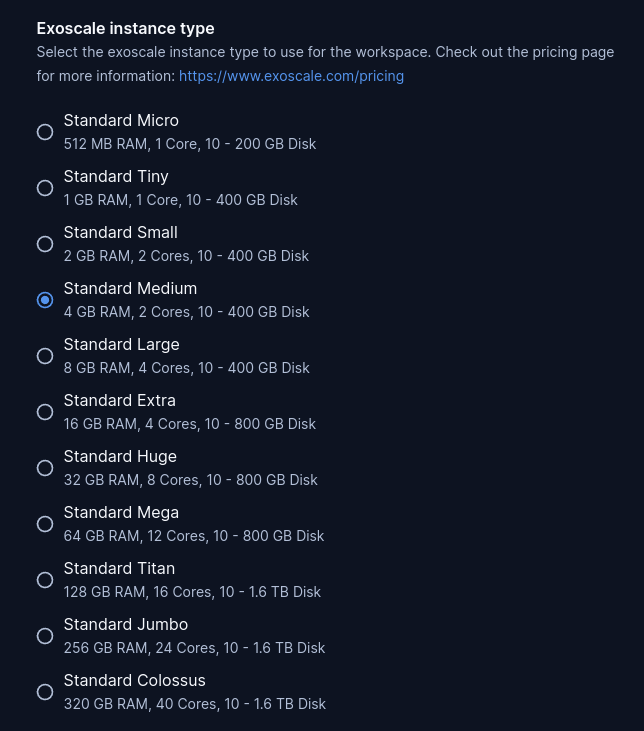 Exoscale instance type
Select the exoscale instance type to use for the workspace. Check out the pricing page
for more information: https://www.exoscale.com/pricing
Standard Micro
512 MB RAM, 1 Core, 10 - 200 GB Disk
Standard Tiny
1 GB RAM, 1 Core, 10 - 400 GB Disk
Standard Small
2 GB RAM, 2 Cores, 10 - 400 GB Disk
Standard Medium
4 GB RAM, 2 Cores, 10 - 400 GB Disk
Standard Large
8 GB RAM, 4 Cores, 10 - 400 GB Disk
Standard Extra
16 GB RAM, 4 Cores, 10 - 800 GB Disk
Standard Huge
32 GB RAM, 8 Cores, 10 - 800 GB Disk
Standard Mega
64 GB RAM, 12 Cores, 10 - 800 GB Disk
Standard Titan
128 GB RAM, 16 Cores, 10 - 1.6 TB Disk
Standard Jumbo
256 GB RAM, 24 Cores, 10 - 1.6 TB Disk
Standard Colossus
320 GB RAM, 40 Cores, 10 - 1.6 TB Disk